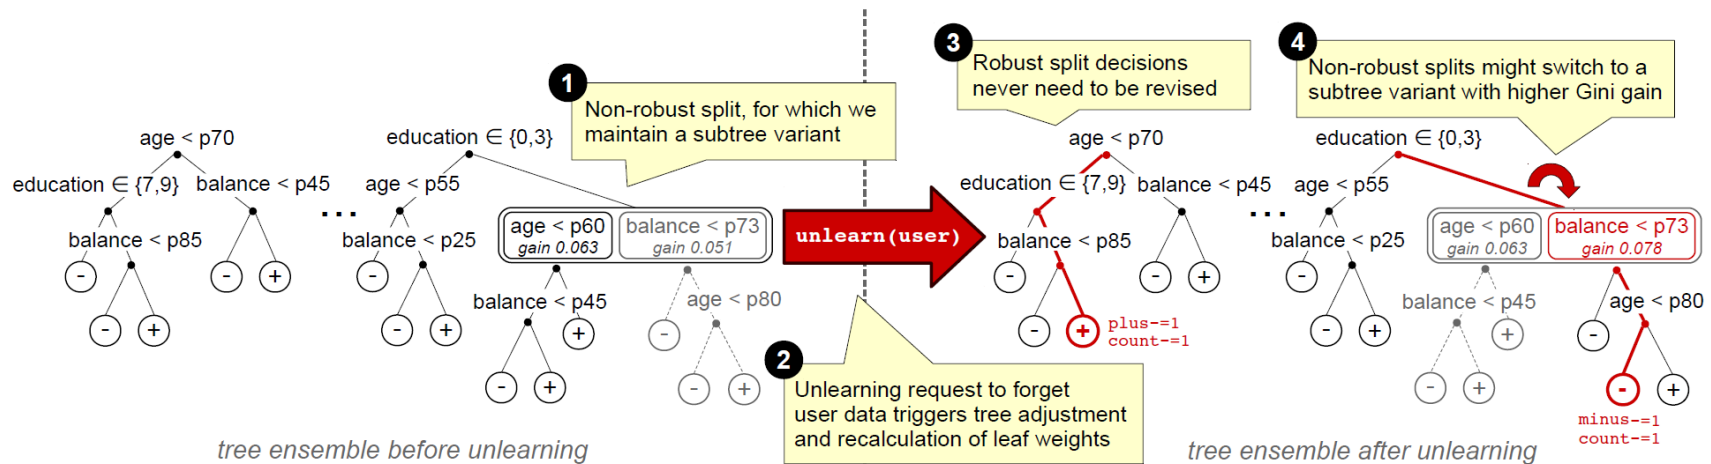 1
Non-robust split, for which we
maintain a subtree variant
age < p70
education ∈ {7,9}
balance < p45
balance < p85
-
-
+
-
+
...
education ∈ {0,3}
age < p55
balance < p25
-
-
+
age < p60
gain 0.063
balance < p73
gain 0.051
balance < p45
+
-
+
age < p80
-
-
+
tree ensemble before unlearning
unlearn(user)
2
Unlearning request to forget
user data triggers tree adjustment
and recalculation of leaf weights
3
Robust split decisions
never need to be revised
age < p70
education ∈ {7,9}
balance < p45
balance < p85
-
-
+
-
+
plus-=1
count-=1
...
4
Non-robust splits might switch to a
subtree variant with higher Gini gain
education ∈ {0,3}
age < p55
balance < p25
-
-
+
age < p60
gain 0.063
balance < p73
gain 0.078
balance < p45
+
-
+
age < p80
-
-
+
minus-=1
count-=1
tree ensemble after unlearning